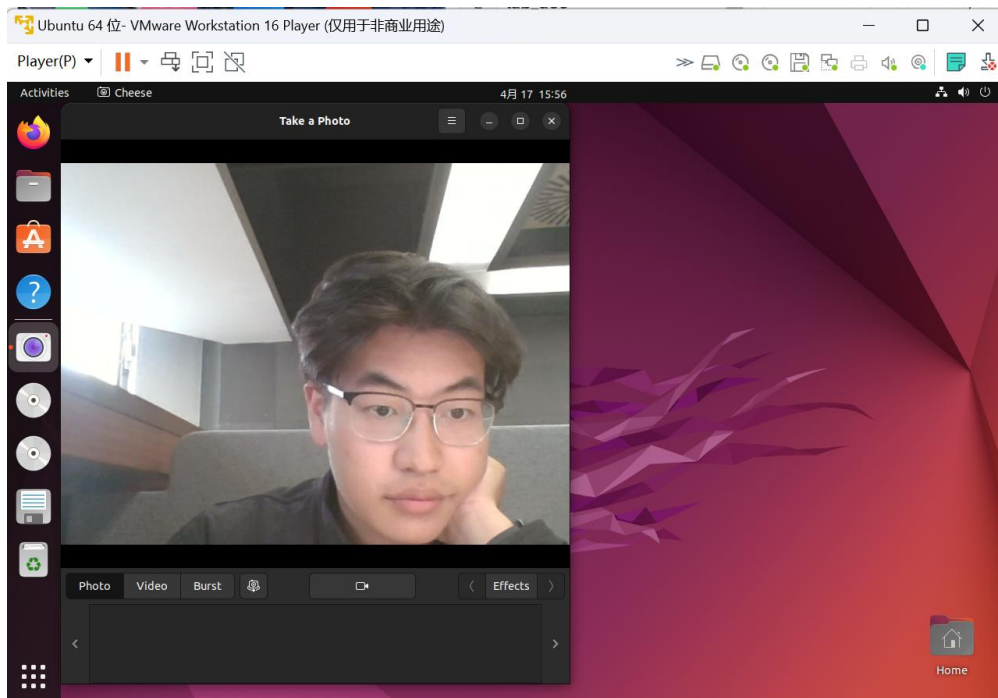 Ubuntu 64 位- VMware Workstation 16 Player (仅用于非商业用途)
Player(P)
Activities Cheese 4月 17 15:56
Take a Photo
Photo Video Burst Effects
Home